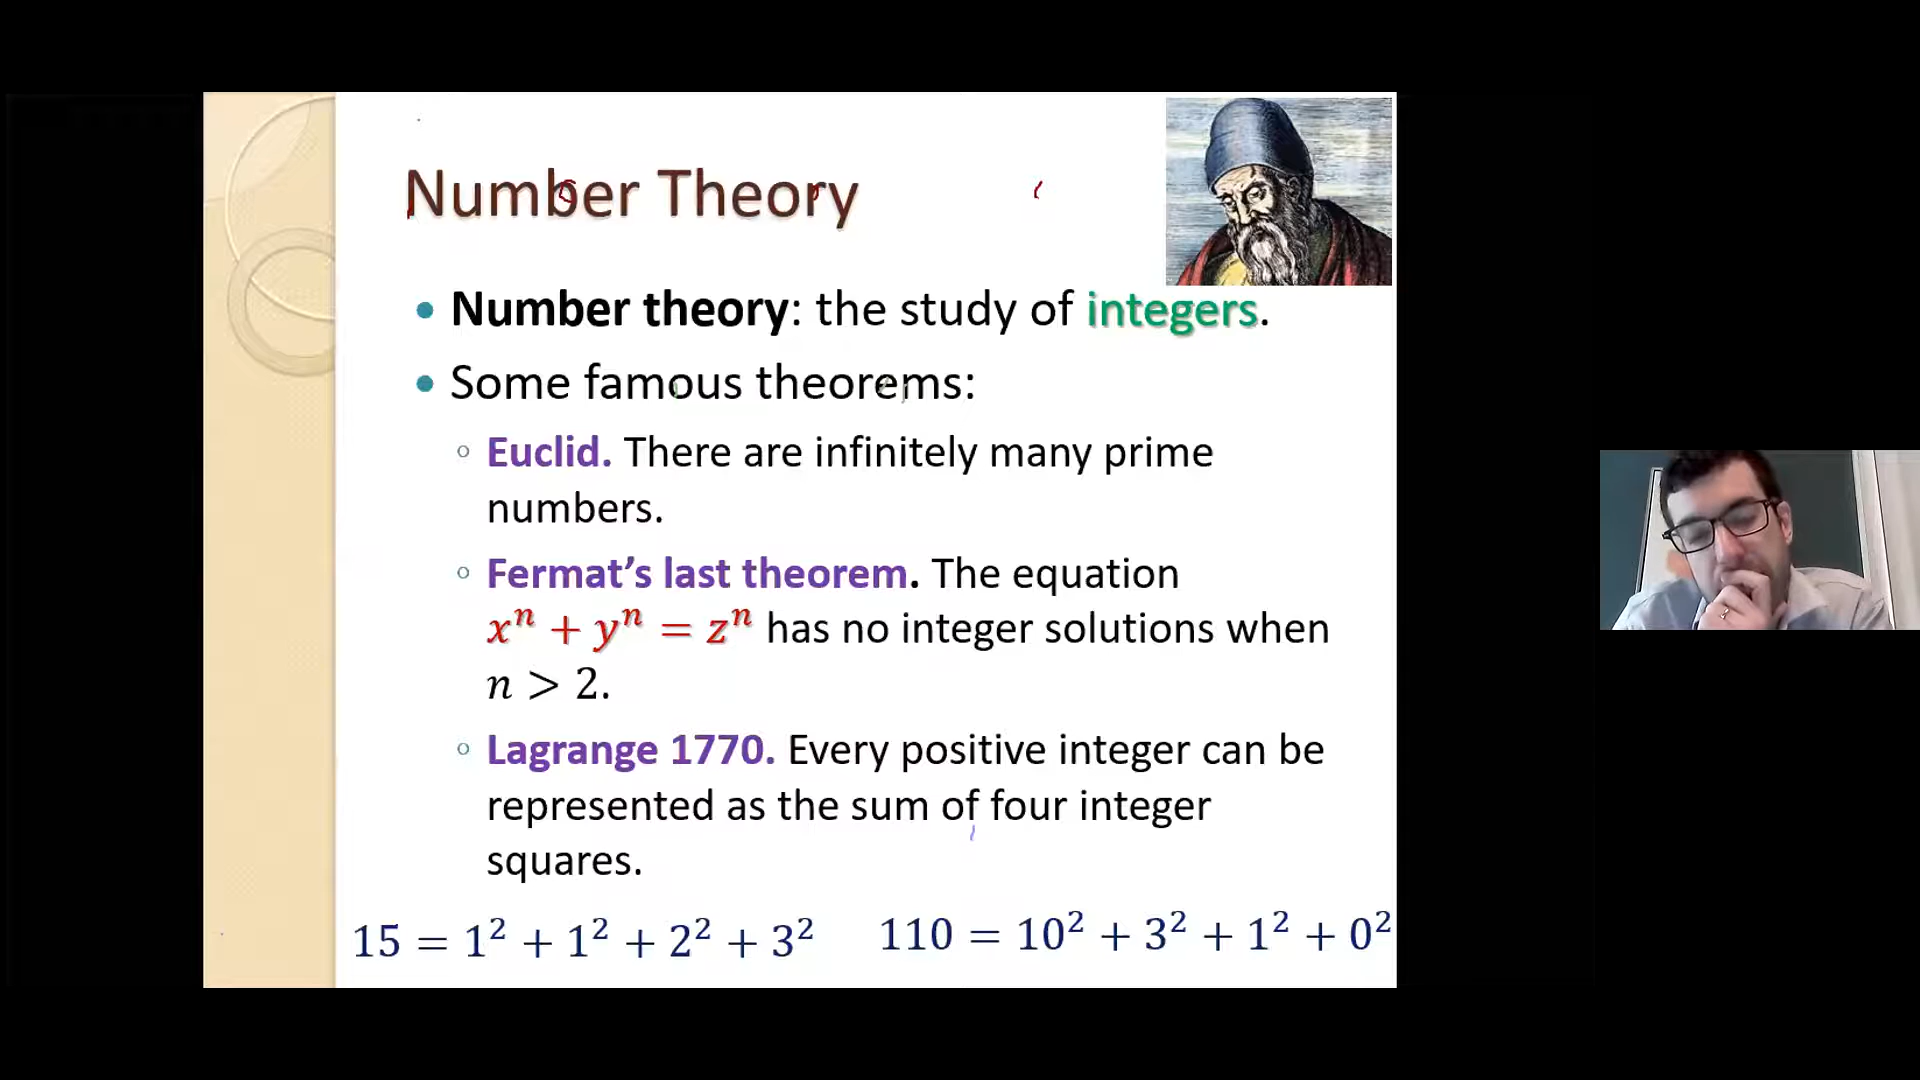 Number Theory
• Number theory: the study of integers.
• Some famous theorems:
◦ Euclid. There are infinitely many prime
numbers.
◦ Fermat’s last theorem. The equation
xⁿ + yⁿ = zⁿ has no integer solutions when
n > 2.
◦ Lagrange 1770. Every positive integer can be
represented as the sum of four integer
squares.
15 = 1² + 1² + 2² + 3²
110 = 10² + 3² + 1² + 0²